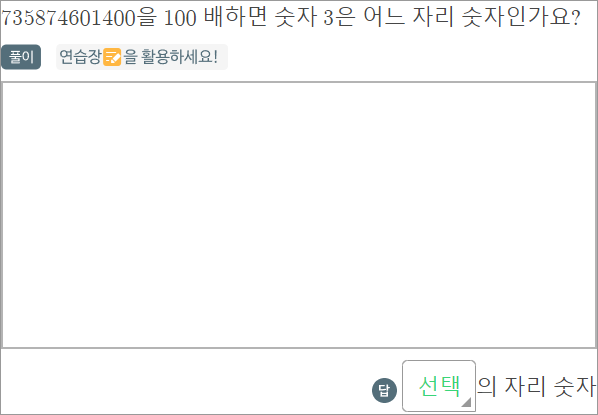 735874601400을 100 배하면 숫자 3은 어느 자리 숫자인가요?
풀이 연습장을 활용하세요!
답 선택의 자리 숫자